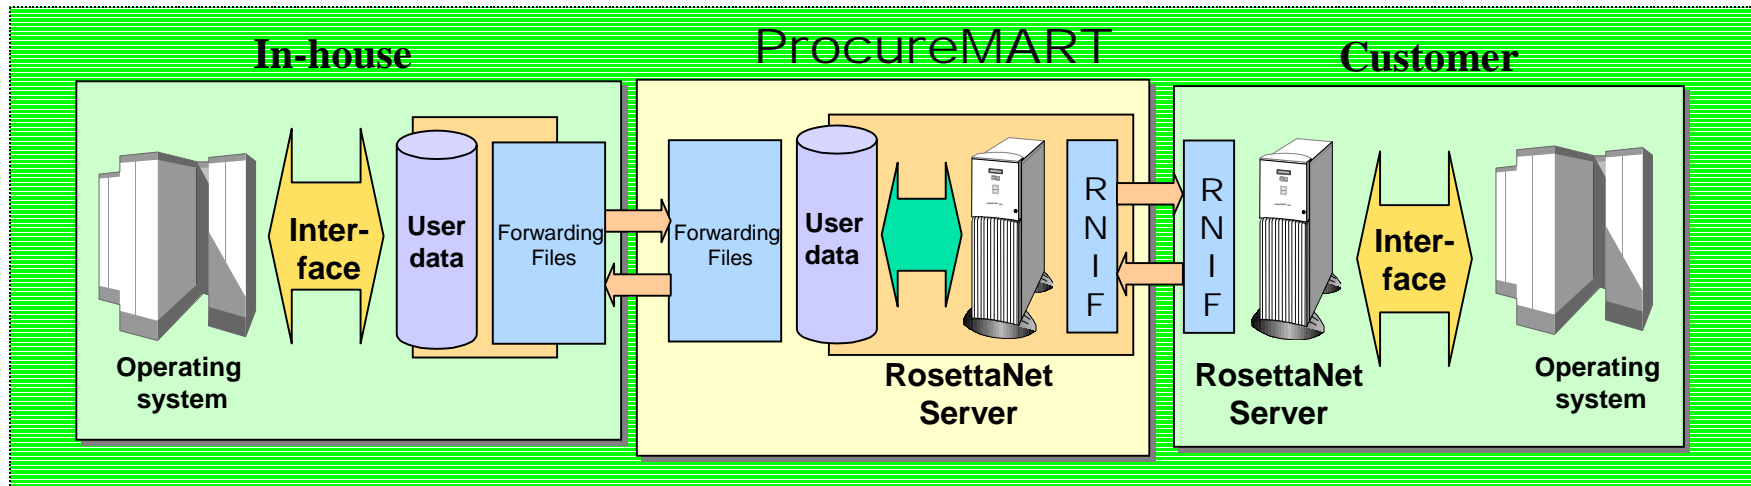 In-house
ProcureMART
Customer
Operating
system
Inter-
face
User
data
Forwarding
Files
Forwarding
Files
User
data
RosettaNet
Server
R
N
I
F
R
N
I
F
RosettaNet
Server
Inter-
face
Operating
system